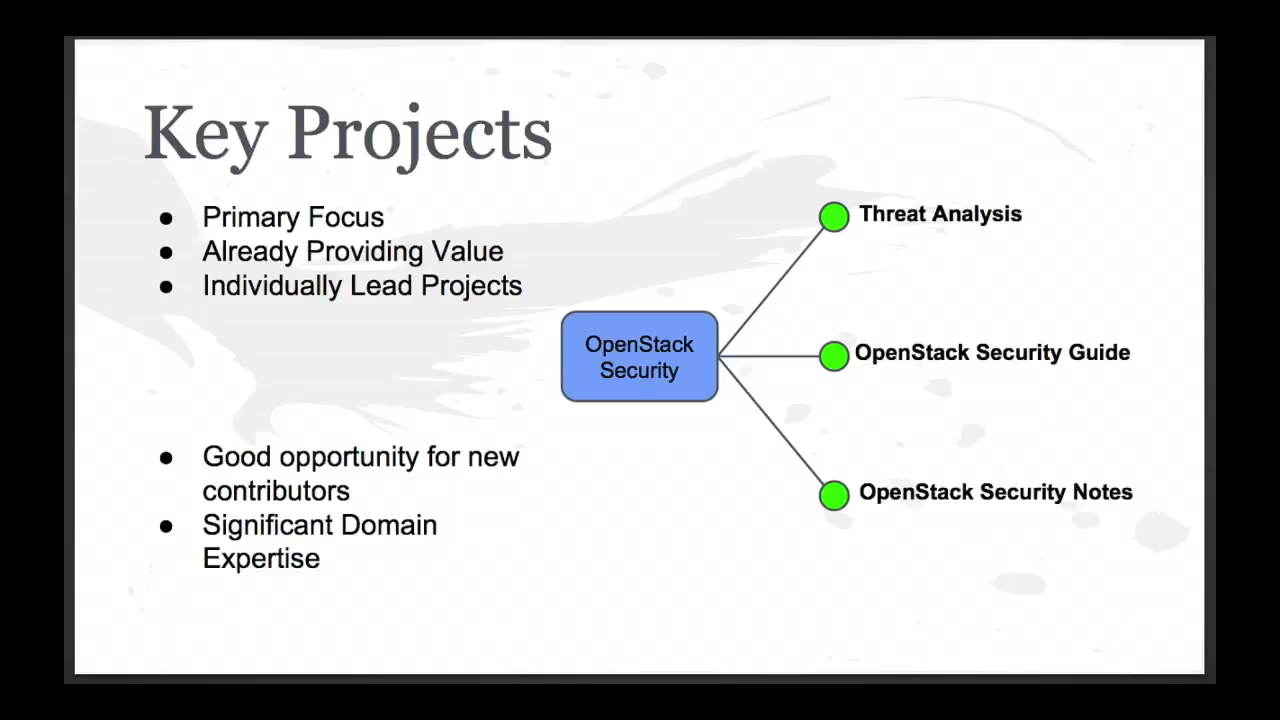 Key Projects
● Primary Focus
● Already Providing Value
● Individually Lead Projects
● Good opportunity for new
contributors
● Significant Domain
Expertise
OpenStack
Security
Threat Analysis
OpenStack Security Guide
OpenStack Security Notes